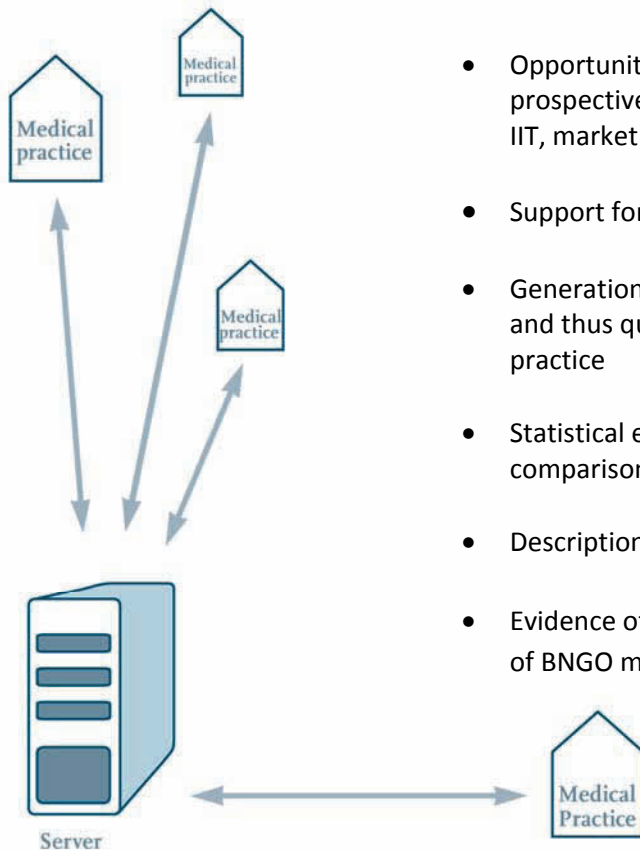 Medical
practice
Medical
practice
Medical
practice
Server
• Opportunit
prospective
IIT, market
• Support for
• Generation
and thus qu
practice
• Statistical e
comparison
• Description
• Evidence of
of BNGO m
Medical
Practice